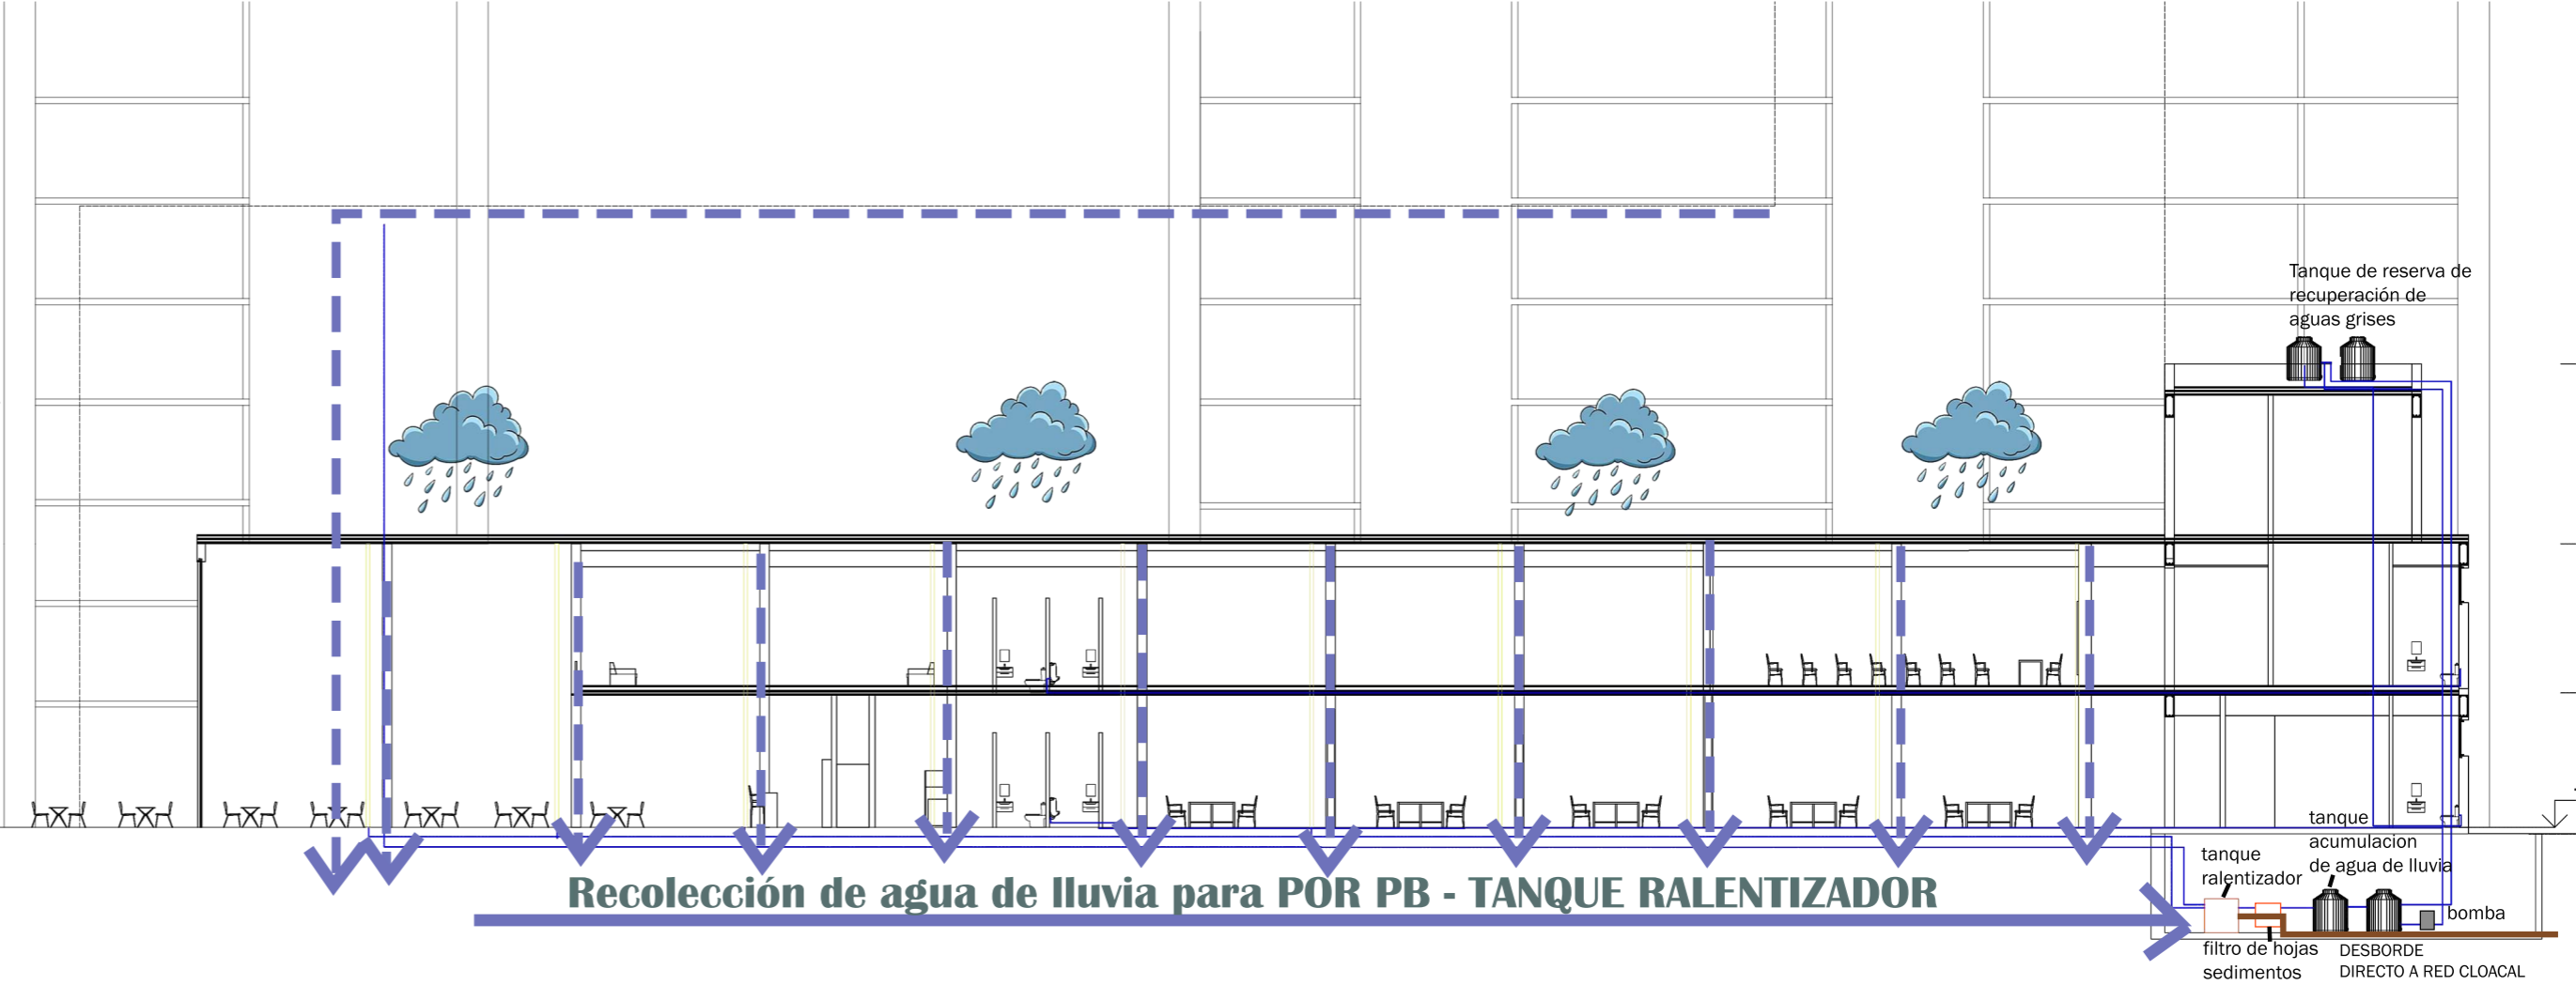 Tanque de reserva de
recuperación de
aguas grises
tanque
acumulacion
de agua de lluvia
tanque
ralentizador
Recolección de agua de lluvia para POR PB - TANQUE RALENTIZADOR
bomba
filtro de hojas
sedimentos
DESBORDE
DIRECTO A RED CLOACAL